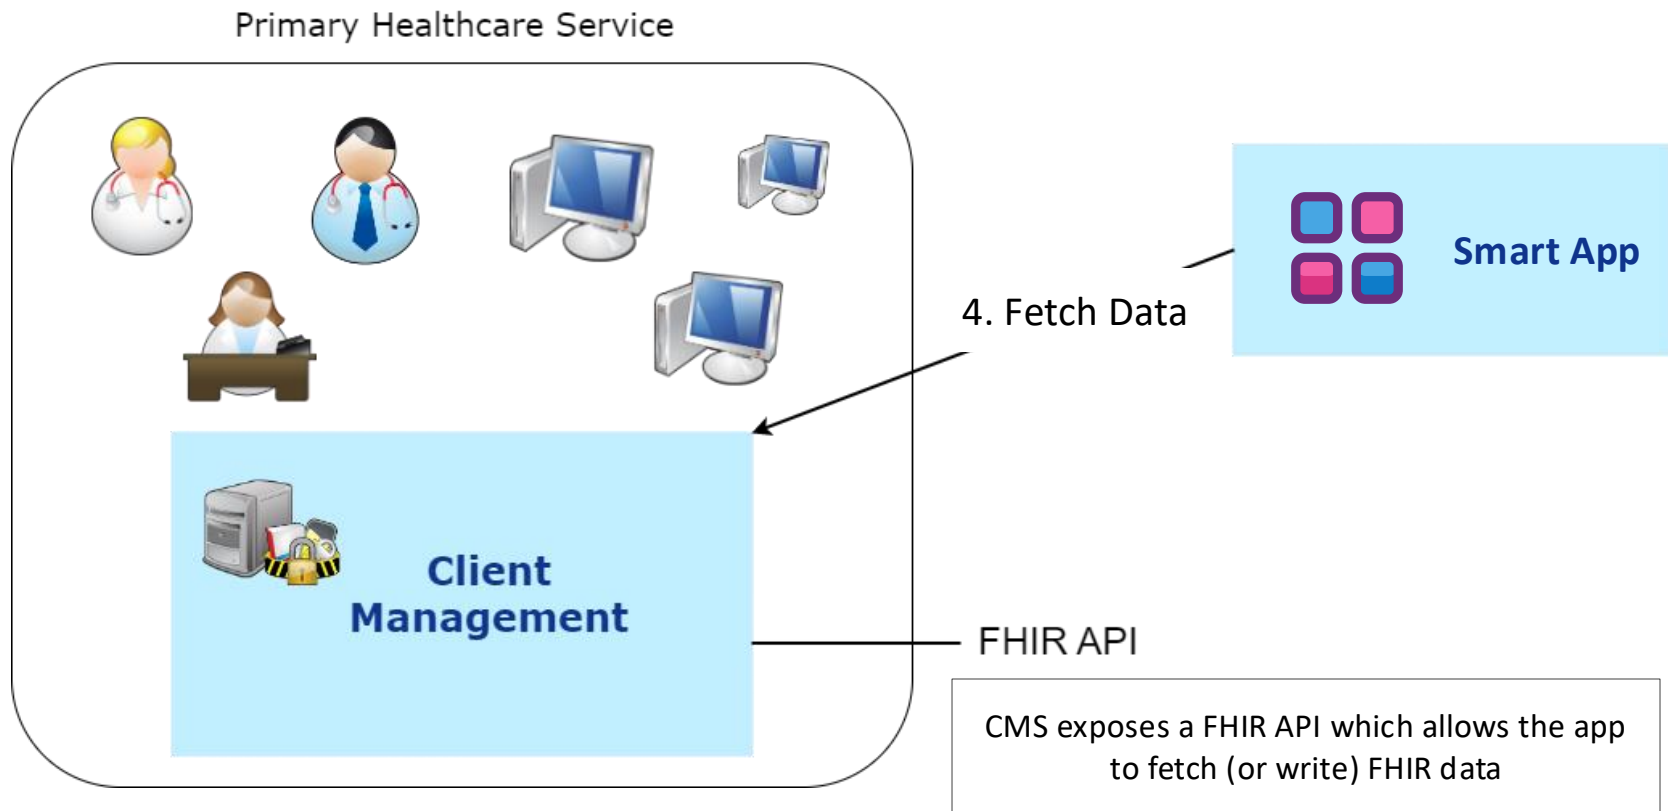 Primary Healthcare Service
Smart App
4. Fetch Data
Client
Management
FHIR API
CMS exposes a FHIR API which allows the app
to fetch (or write) FHIR data